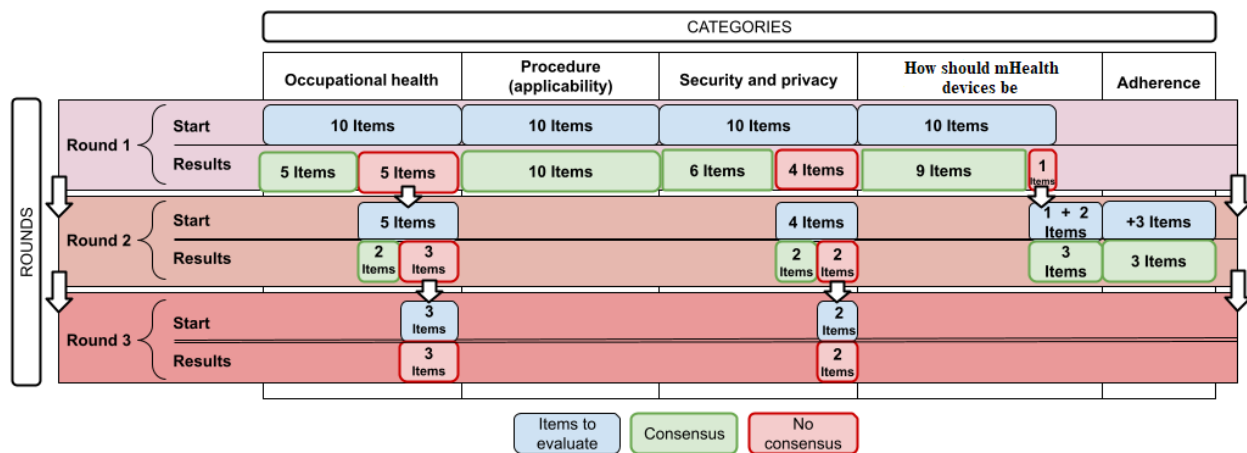 CATEGORIES
Occupational health
Procedure
(applicability)
Security and privacy
How should mHealth
devices be
Adherence
ROUNDS
Round 1
Start
10 Items
10 Items
10 Items
10 Items
Results
5 Items
5 Items
10 Items
6 Items
4 Items
9 Items
1
Items
Round 2
Start
5 Items
4 Items
1 + 2
Items
+3 Items
Results
2
Items
3
Items
2
Items
2
Items
3
Items
3 Items
Round 3
Start
3
Items
2
Items
Results
3
Items
2
Items
Items to
evaluate
Consensus
No
consensus